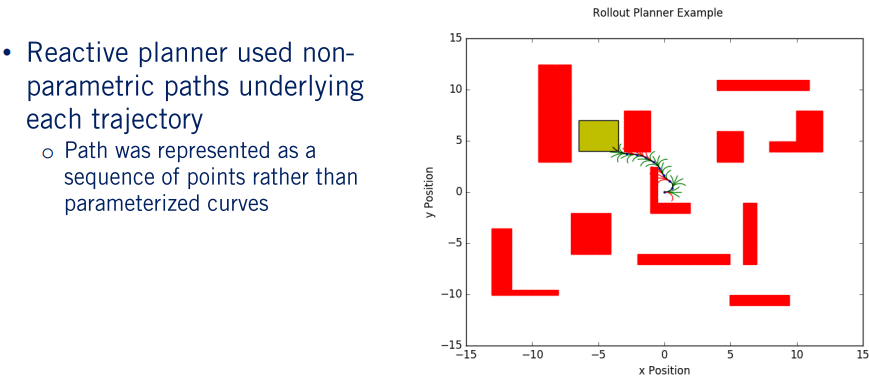 • Reactive planner used non-
parametric paths underlying
each trajectory
o Path was represented as a
sequence of points rather than
parameterized curves
Rollout Planner Example
15
10
5
0
−5
−10
−15
y Position
−15
−10
−5
0
5
10
15
x Position